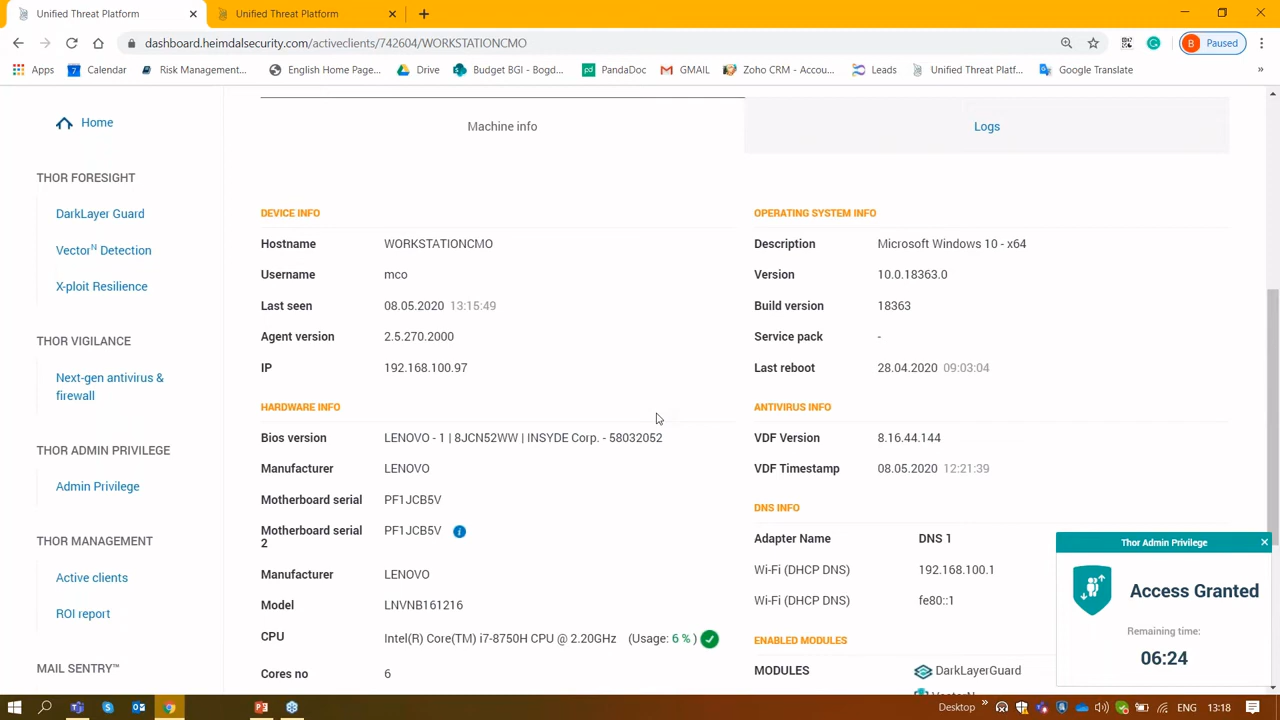 Unified Threat Platform
Unified Threat Platform
dashboard.heimdalsecurity.com/activeclients/742604/WORKSTATIONCMO
B Paused
Apps
7 Calendar
Risk Management...
English Home Page...
Drive
Budget BGI - Bogd...
pd PandaDoc
GMAIL
Zoho CRM - Accou...
Leads
Unified Threat Platf...
Google Translate
»
Home
THOR FORESIGHT
DarkLayer Guard
VectorN Detection
X-ploit Resilience
THOR VIGILANCE
Next-gen antivirus &
firewall
THOR ADMIN PRIVILEGE
Admin Privilege
THOR MANAGEMENT
Active clients
ROI report
MAIL SENTRY™
Machine info
Logs
DEVICE INFO
Hostname WORKSTATIONCMO
Username mco
Last seen 08.05.2020 13:15:49
Agent version 2.5.270.2000
IP 192.168.100.97
HARDWARE INFO
Bios version LENOVO - 1 | 8JCN52WW | INSYDE Corp. - 58032052
Manufacturer LENOVO
Motherboard serial PF1JCB5V
Motherboard serial PF1JCB5V i
2
Manufacturer LENOVO
Model LNVNB161216
CPU Intel(R) Core(TM) i7-8750H CPU @ 2.20GHz (Usage: 6 % )
Cores no 6
OPERATING SYSTEM INFO
Description Microsoft Windows 10 - x64
Version 10.0.18363.0
Build version 18363
Service pack -
Last reboot 28.04.2020 09:03:04
ANTIVIRUS INFO
VDF Version 8.16.44.144
VDF Timestamp 08.05.2020 12:21:39
DNS INFO
Adapter Name DNS 1
Wi-Fi (DHCP DNS) 192.168.100.1
Wi-Fi (DHCP DNS) fe80::1
ENABLED MODULES
MODULES DarkLayerGuard
Thor Admin Privilege
Access Granted
Remaining time:
06:24
Desktop » ENG 13:18